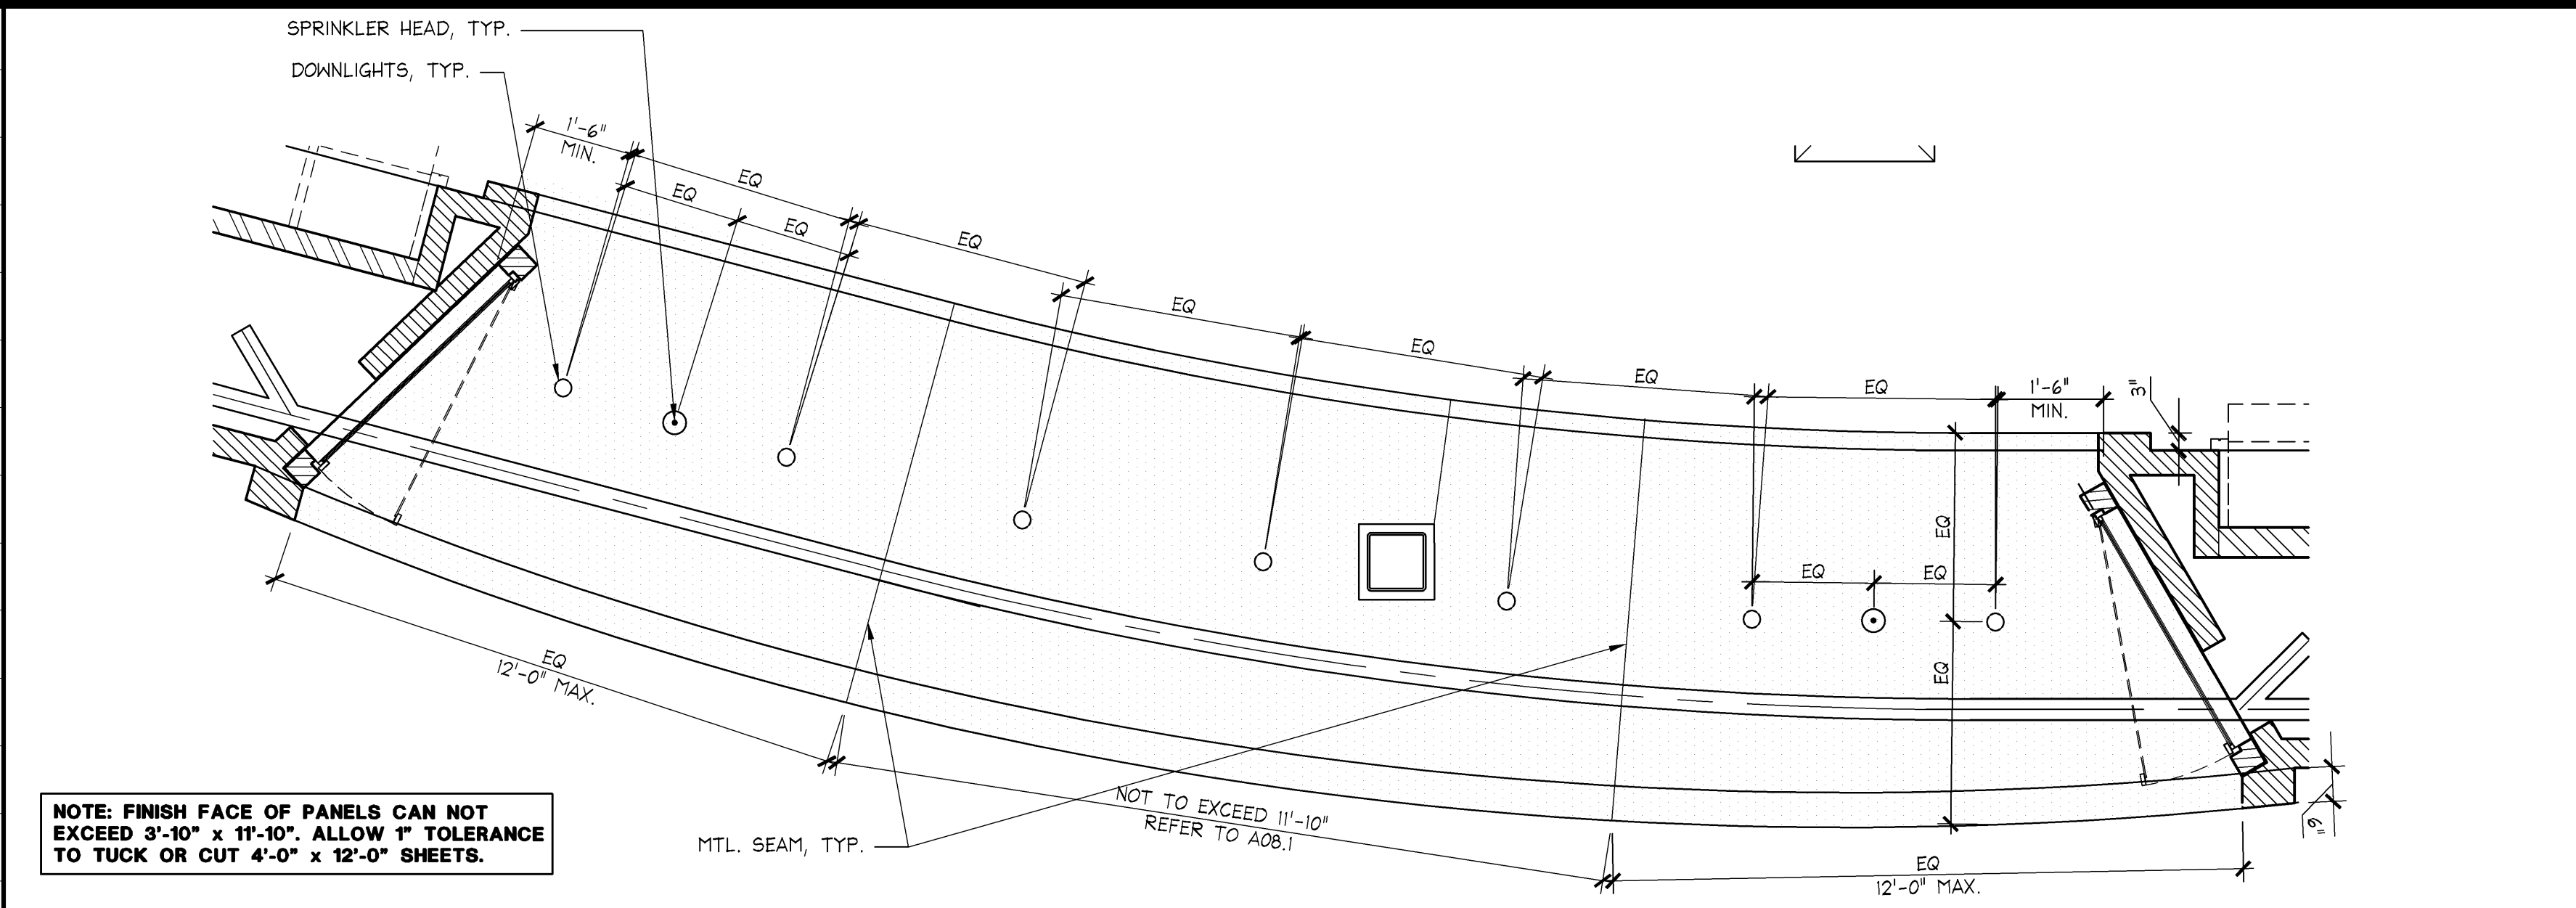 SPRINKLER HEAD, TYP.
DOWNLIGHTS, TYP.
1'-6"
MIN.
EQ
EQ
EQ
EQ
EQ
EQ
EQ
EQ
1'-6"
MIN.
3"
EQ
EQ
EQ
EQ
EQ
12'-0" MAX.
NOT TO EXCEED 11'-10"
REFER TO A08.1
MTL. SEAM, TYP.
EQ
12'-0" MAX.
6"
NOTE: FINISH FACE OF PANELS CAN NOT
EXCEED 3'-10" x 11'-10". ALLOW 1" TOLERANCE
TO TUCK OR CUT 4'-0" x 12'-0" SHEETS.